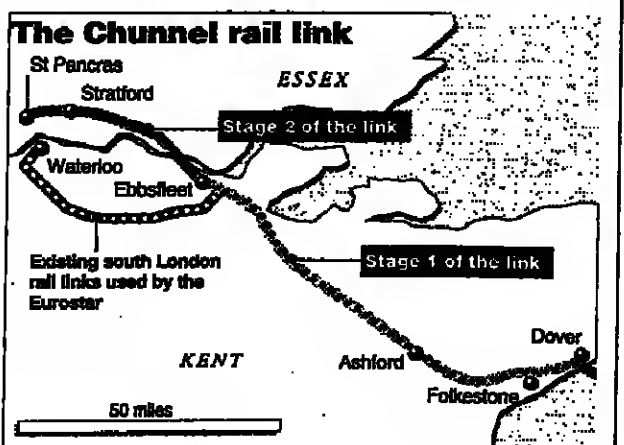 The Chunnel rail link
St Pancras
ESSEX
Stratford
Stage 2 of the link
Waterloo
Ebbsfleet
Existing south London
rail links used by the
Eurostar
Stage 1 of the link
KENT
Ashford
Dover
Folkestone
50 miles